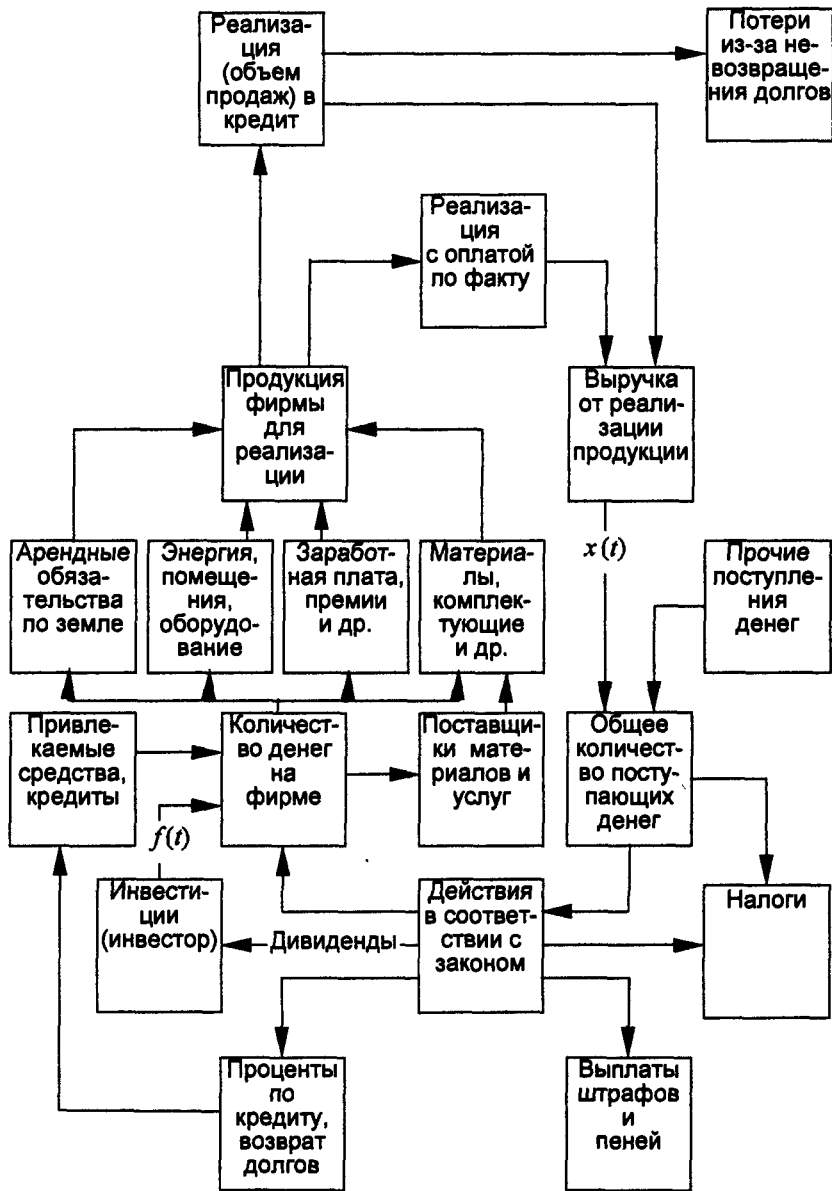 Реализа-
ция
(объем
продаж) в
кредит
Потери
из-за не-
возвраще-
ния долгов
Реализа-
ция
с оплатой
по факту
Продукция
фирмы
для
реализа-
ции
Выручка
от реали-
зации
продукции
Арендные
обяза-
тельства
по земле
Энергия,
помеще-
ния,
оборудо-
вание
Заработ-
ная плата,
премии
и др.
Материа-
лы,
комплек-
тующие
и др.
x(t)
Прочие
поступле-
ния
денег
Привле-
каемые
средства,
кредиты
Количест-
во денег
на
фирме
Поставщи-
ки мате-
риалов и
услуг
Общее
количест-
во посту-
пающих
денег
f(t)
Инвести-
ции
(инвестор)
Дивиденды
Действия
в соответ-
ствии с
законом
Налоги
Проценты
по
кредиту,
возврат
долгов
Выплаты
штрафов
и
пеней